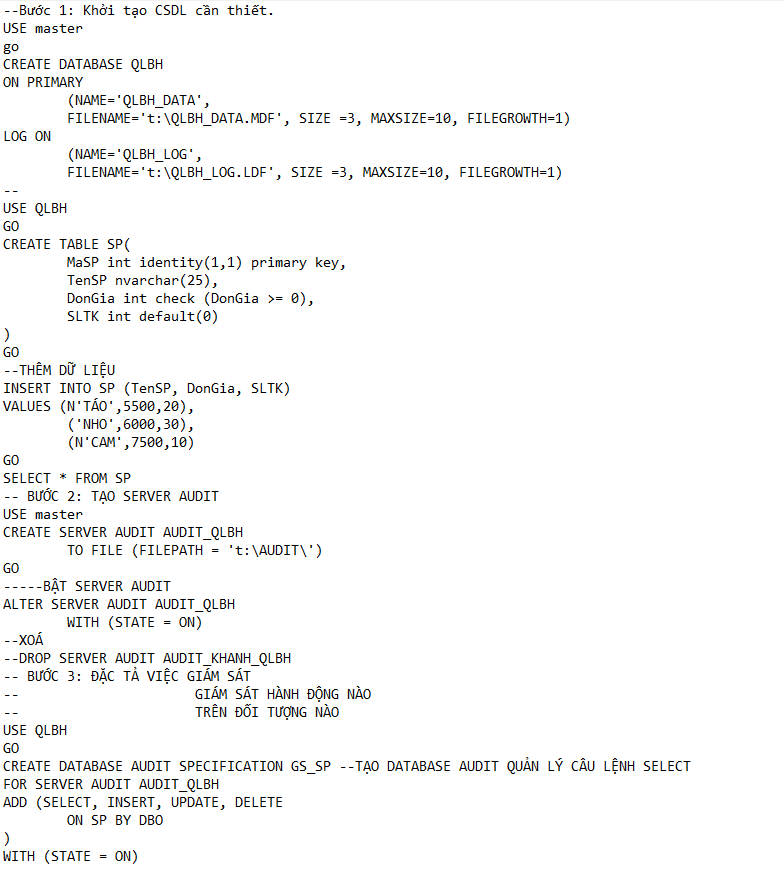 --Bước 1: Khởi tạo CSDL cần thiết.
USE master
go
CREATE DATABASE QLBH
ON PRIMARY
	(NAME='QLBH_DATA',
	FILENAME='t:\QLBH_DATA.MDF', SIZE =3, MAXSIZE=10, FILEGROWTH=1)
LOG ON
	(NAME='QLBH_LOG',
	FILENAME='t:\QLBH_LOG.LDF', SIZE =3, MAXSIZE=10, FILEGROWTH=1)
--
USE QLBH
GO
CREATE TABLE SP(
	MaSP int identity(1,1) primary key,
	TenSP nvarchar(25),
	DonGia int check (DonGia >= 0),
	SLTK int default(0)
)
GO
--THÊM DỮ LIỆU
INSERT INTO SP (TenSP, DonGia, SLTK)
VALUES (N'TÁO',5500,20),
	('NHO',6000,30),
	(N'CAM',7500,10)
GO
SELECT * FROM SP
-- BƯỚC 2: TẠO SERVER AUDIT
USE master
CREATE SERVER AUDIT AUDIT_QLBH
	TO FILE (FILEPATH = 't:\AUDIT\')
GO
-----BẬT SERVER AUDIT
ALTER SERVER AUDIT AUDIT_QLBH
	WITH (STATE = ON)
--XOÁ
--DROP SERVER AUDIT AUDIT_KHANH_QLBH
-- BƯỚC 3: ĐẶC TẢ VIỆC GIÁM SÁT
--			GIÁM SÁT HÀNH ĐỘNG NÀO
--			TRÊN ĐỐI TƯỢNG NÀO
USE QLBH
GO
CREATE DATABASE AUDIT SPECIFICATION GS_SP --TẠO DATABASE AUDIT QUẢN LÝ CÂU LỆNH SELECT
FOR SERVER AUDIT AUDIT_QLBH
ADD (SELECT, INSERT, UPDATE, DELETE
	ON SP BY DBO
)
WITH (STATE = ON)